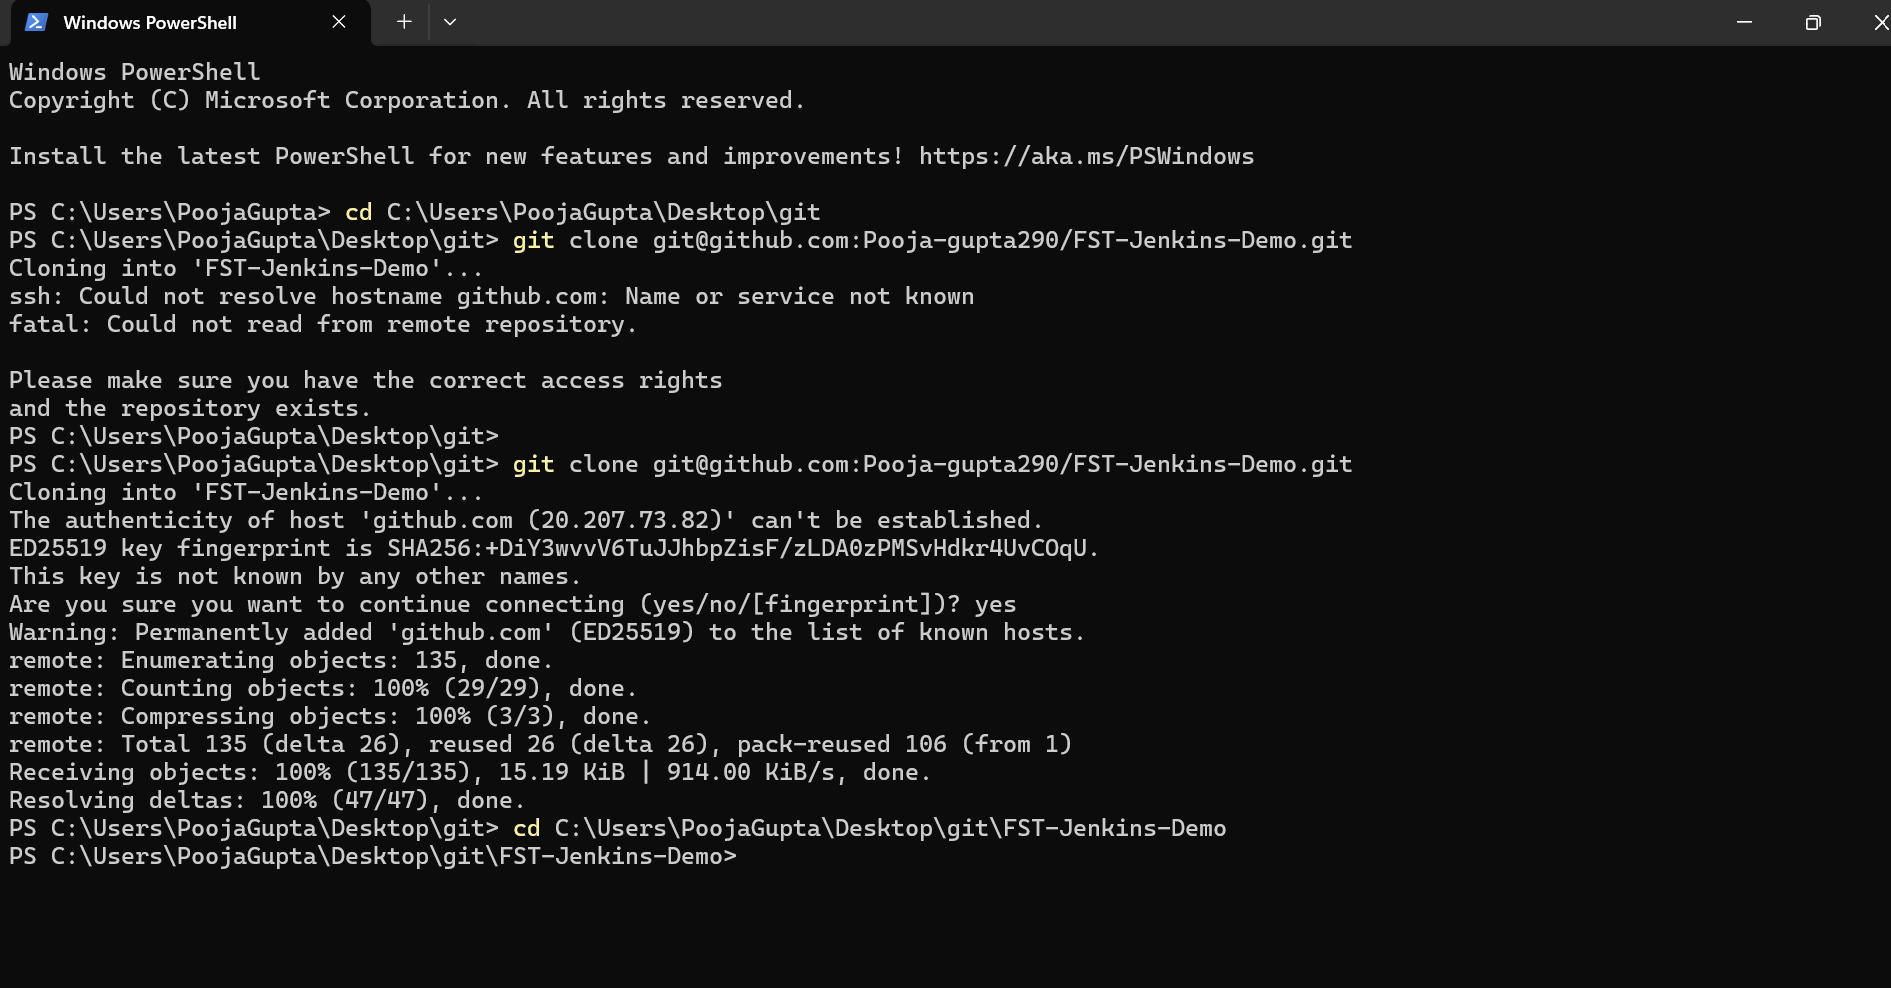 Windows PowerShell
Windows PowerShell
Copyright (C) Microsoft Corporation. All rights reserved.
Install the latest PowerShell for new features and improvements! https://aka.ms/PSWindows
PS C:\Users\PoojaGupta> cd C:\Users\PoojaGupta\Desktop\git
PS C:\Users\PoojaGupta\Desktop\git> git clone git@github.com:Pooja-gupta290/FST-Jenkins-Demo.git
Cloning into 'FST-Jenkins-Demo'...
ssh: Could not resolve hostname github.com: Name or service not known
fatal: Could not read from remote repository.
Please make sure you have the correct access rights
and the repository exists.
PS C:\Users\PoojaGupta\Desktop\git>
PS C:\Users\PoojaGupta\Desktop\git> git clone git@github.com:Pooja-gupta290/FST-Jenkins-Demo.git
Cloning into 'FST-Jenkins-Demo'...
The authenticity of host 'github.com (20.207.73.82)' can't be established.
ED25519 key fingerprint is SHA256:+DiY3wvvV6TuJJhbpZisF/zLDA0zPMSvHdkr4UvCOqU.
This key is not known by any other names.
Are you sure you want to continue connecting (yes/no/[fingerprint])? yes
Warning: Permanently added 'github.com' (ED25519) to the list of known hosts.
remote: Enumerating objects: 135, done.
remote: Counting objects: 100% (29/29), done.
remote: Compressing objects: 100% (3/3), done.
remote: Total 135 (delta 26), reused 26 (delta 26), pack-reused 106 (from 1)
Receiving objects: 100% (135/135), 15.19 KiB | 914.00 KiB/s, done.
Resolving deltas: 100% (47/47), done.
PS C:\Users\PoojaGupta\Desktop\git> cd C:\Users\PoojaGupta\Desktop\git\FST-Jenkins-Demo
PS C:\Users\PoojaGupta\Desktop\git\FST-Jenkins-Demo>